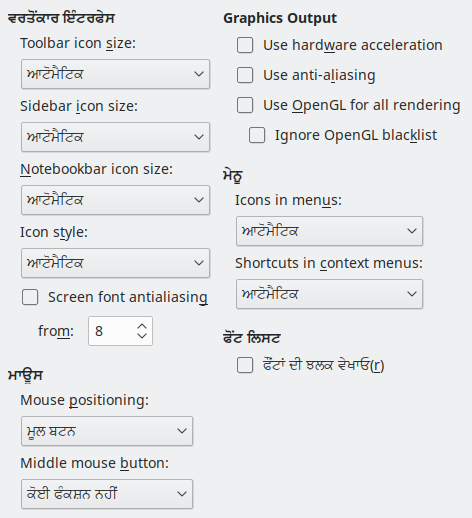 ਵਰਤੋਂਕਾਰ ਇੰਟਰਫੇਸ
Toolbar icon size:
ਆਟੋਮੈਟਿਕ
Sidebar icon size:
ਆਟੋਮੈਟਿਕ
Notebookbar icon size:
ਆਟੋਮੈਟਿਕ
Icon style:
ਆਟੋਮੈਟਿਕ
Screen font antialiasing
from: 8
ਮਾਊਸ
Mouse positioning:
ਮੂਲ ਬਟਨ
Middle mouse button:
ਕੋਈ ਫੰਕਸ਼ਨ ਨਹੀਂ
Graphics Output
Use hardware acceleration
Use anti-aliasing
Use OpenGL for all rendering
Ignore OpenGL blacklist
ਮੇਨੂ
Icons in menus:
ਆਟੋਮੈਟਿਕ
Shortcuts in context menus:
ਆਟੋਮੈਟਿਕ
ਫੋਂਟ ਲਿਸਟ
ਫੌਂਟਾਂ ਦੀ ਝਲਕ ਵੇਖਾਓ(r)